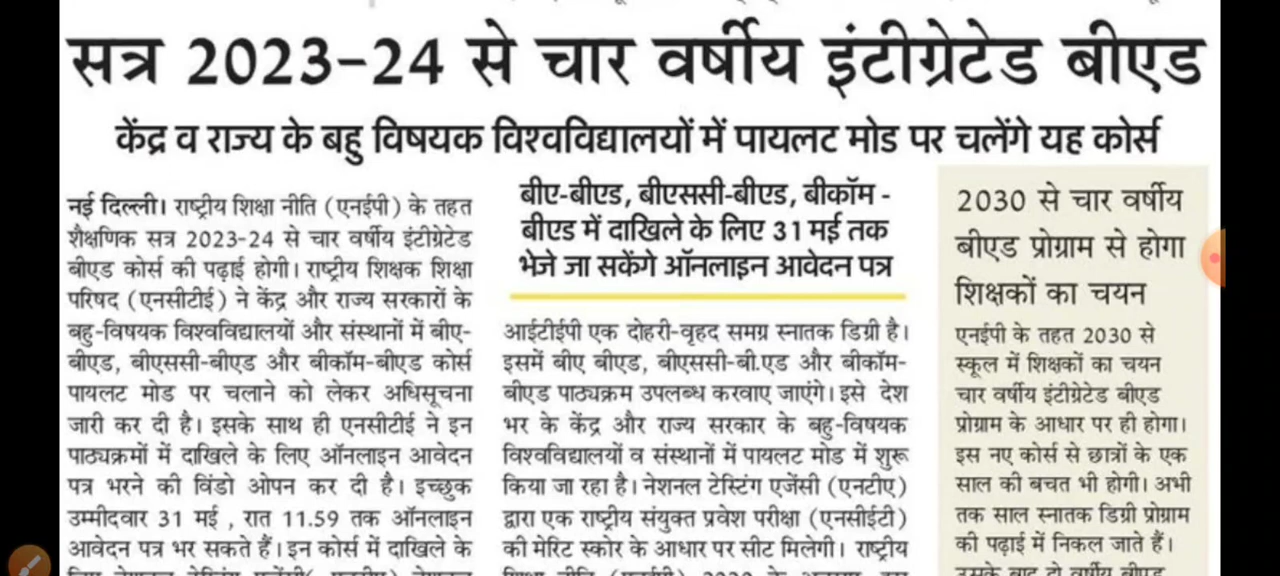 सत्र 2023-24 से चार वर्षीय इंटीग्रेटेड बीएड
केंद्र व राज्य के बहु विषयक विश्वविद्यालयों में पायलट मोड पर चलेंगे यह कोर्स
नई दिल्ली। राष्ट्रीय शिक्षा नीति (एनईपी) के तहत
शैक्षणिक सत्र 2023-24 से चार वर्षीय इंटीग्रेटेड
बीएड कोर्स की पढ़ाई होगी। राष्ट्रीय शिक्षक शिक्षा
परिषद (एनसीटीई) ने केंद्र और राज्य सरकारों के
बहु-विषयक विश्वविद्यालयों और संस्थानों में बीए-
बीएड, बीएससी-बीएड और बीकॉम-बीएड कोर्स
पायलट मोड पर चलाने को लेकर अधिसूचना
जारी कर दी है। इसके साथ ही एनसीटीई ने इन
पाठ्यक्रमों में दाखिले के लिए ऑनलाइन आवेदन
पत्र भरने की विंडो ओपन कर दी है। इच्छुक
उम्मीदवार 31 मई , रात 11.59 तक ऑनलाइन
आवेदन पत्र भर सकते हैं। इन कोर्स में दाखिले के
बीए-बीएड, बीएससी-बीएड, बीकॉम -
बीएड में दाखिले के लिए 31 मई तक
भेजे जा सकेंगे ऑनलाइन आवेदन पत्र
आईटीईपी एक दोहरी-वृहद समग्र स्नातक डिग्री है।
इसमें बीए बीएड, बीएससी-बी.एड और बीकॉम-
बीएड पाठ्यक्रम उपलब्ध करवाए जाएंगे। इसे देश
भर के केंद्र और राज्य सरकार के बहु-विषयक
विश्वविद्यालयों व संस्थानों में पायलट मोड में शुरू
किया जा रहा है। नेशनल टेस्टिंग एजेंसी (एनटीए)
द्वारा एक राष्ट्रीय संयुक्त प्रवेश परीक्षा (एनसीईटी)
की मेरिट स्कोर के आधार पर सीट मिलेगी। राष्ट्रीय
2030 से चार वर्षीय
बीएड प्रोग्राम से होगा
शिक्षकों का चयन
एनईपी के तहत 2030 से
स्कूल में शिक्षकों का चयन
चार वर्षीय इंटीग्रेटेड बीएड
प्रोग्राम के आधार पर ही होगा।
इस नए कोर्स से छात्रों के एक
साल की बचत भी होगी। अभी
तक साल स्नातक डिग्री प्रोग्राम
की पढ़ाई में निकल जाते हैं।